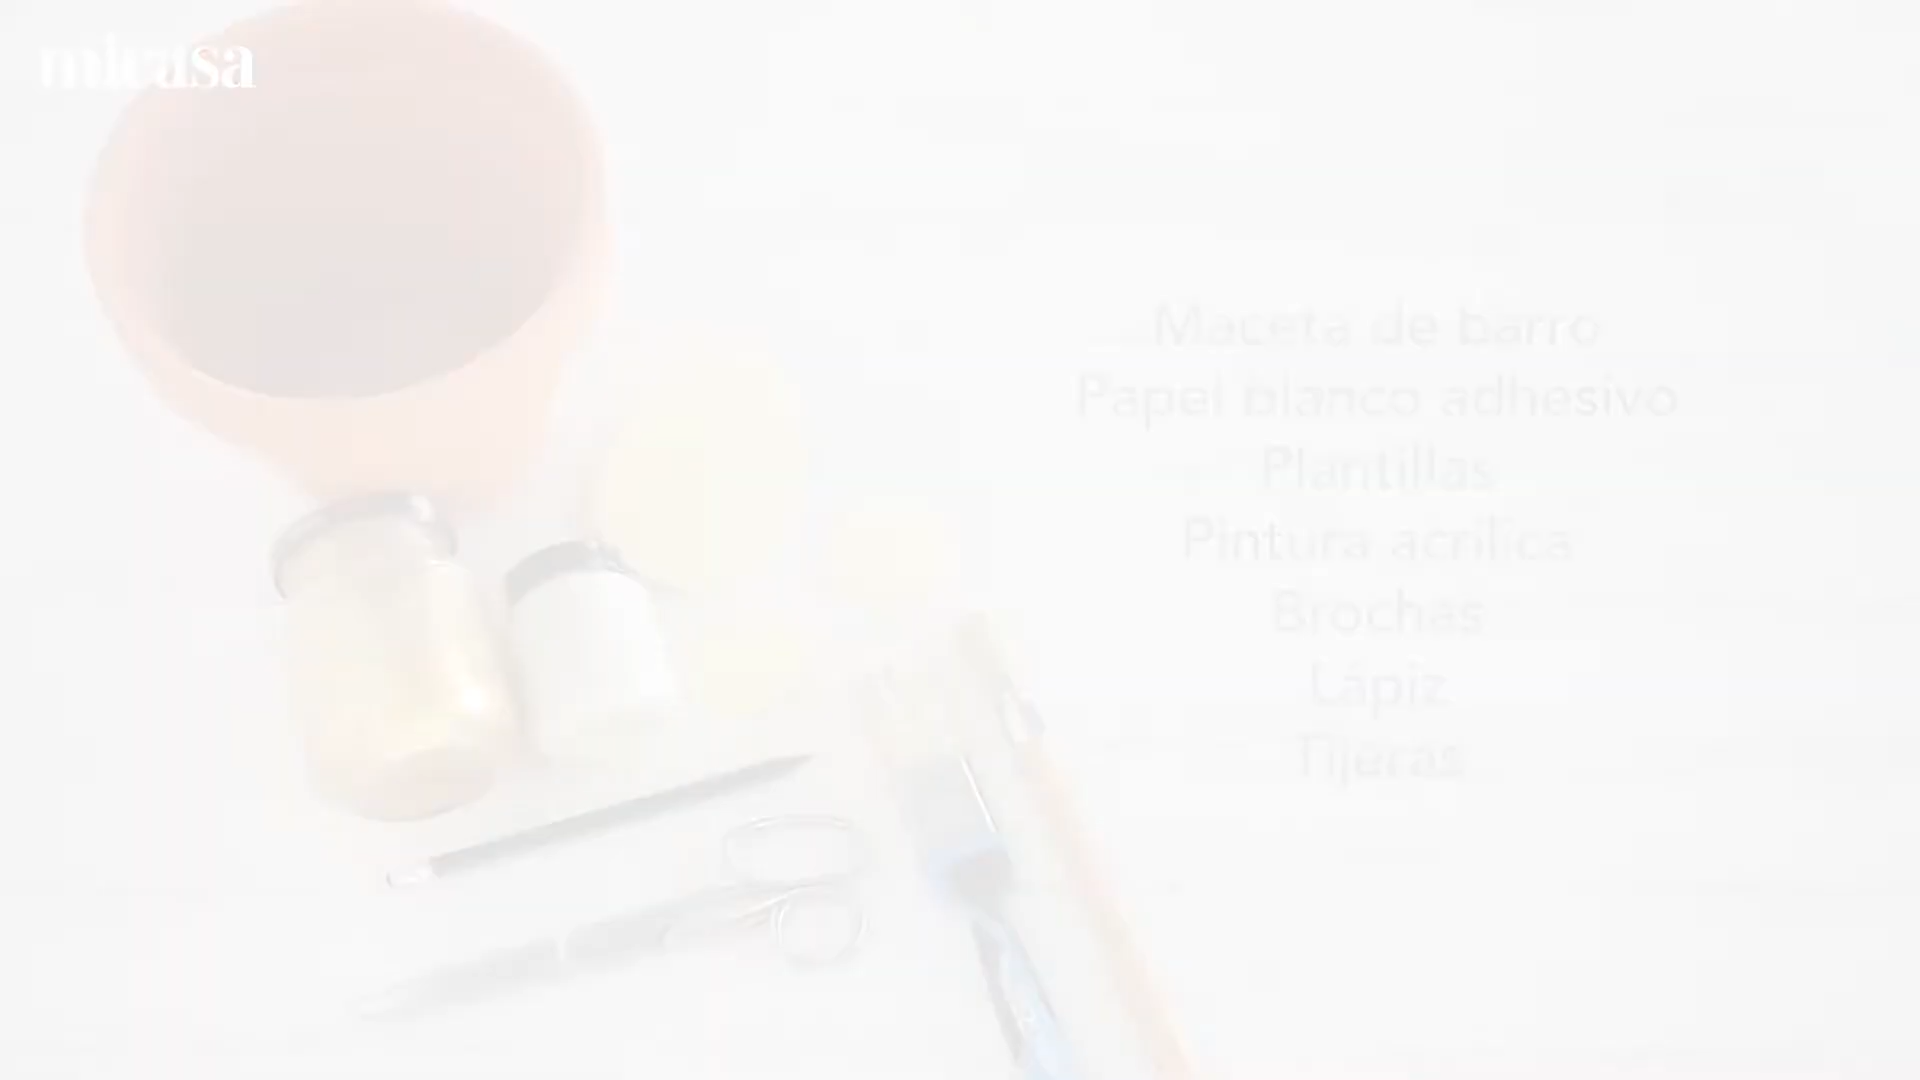 micasa
Maceta de barro
Papel blanco adhesivo
Plantillas
Pintura acrílica
Brochas
Lápiz
Tijeras